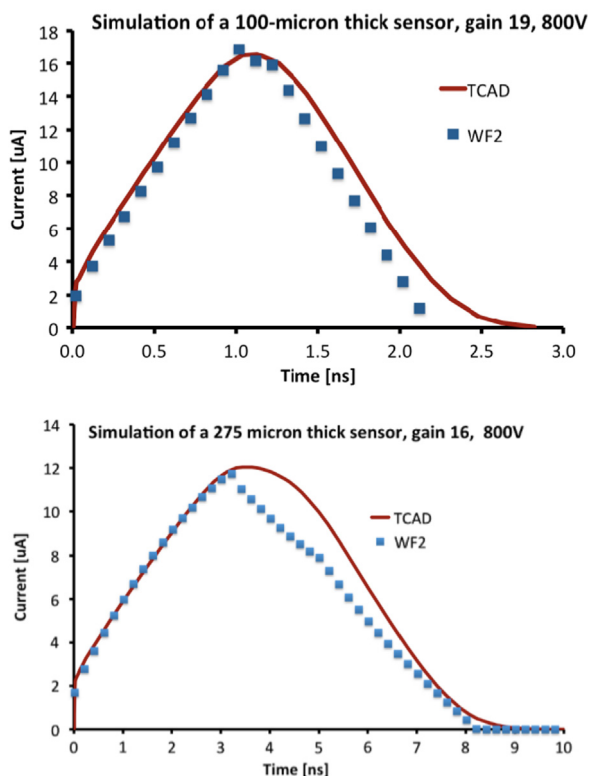 Simulation of a 100-micron thick sensor, gain 19, 800V
18
16
14
12
10
8
6
4
2
0
Current [uA]
TCAD
WF2
0.0 0.5 1.0 1.5 2.0 2.5 3.0
Time [ns]
Simulation of a 275 micron thick sensor, gain 16, 800V
14
12
10
8
6
4
2
0
Current [uA]
TCAD
WF2
0 1 2 3 4 5 6 7 8 9 10
Time [ns]